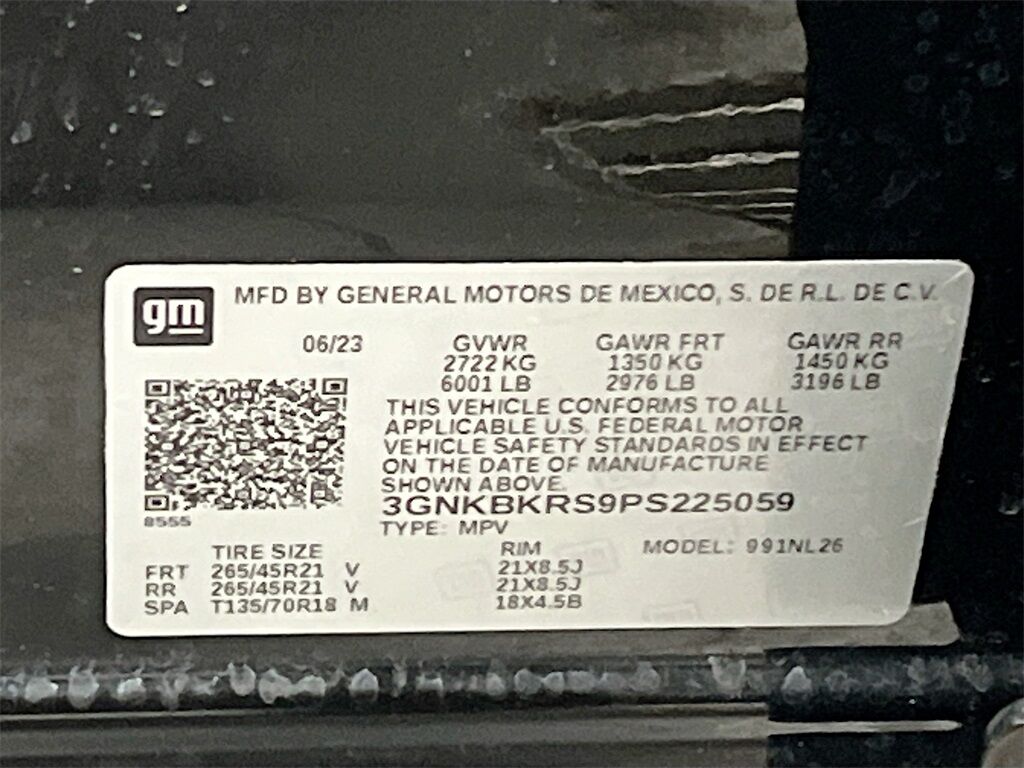 gm MFD BY GENERAL MOTORS DE MEXICO, S. DE R.L. DE C.V.
06/23 GVWR GAWR FRT GAWR RR
2722 KG 1350 KG 1450 KG
6001 LB 2976 LB 3196 LB
THIS VEHICLE CONFORMS TO ALL
APPLICABLE U.S. FEDERAL MOTOR
VEHICLE SAFETY STANDARDS IN EFFECT
ON THE DATE OF MANUFACTURE
SHOWN ABOVE.
3GNKBKRS9PS225059
8555
TYPE: MPV
TIRE SIZE RIM MODEL: 991NL26
FRT 265/45R21 V 21X8.5J
RR 265/45R21 V 21X8.5J
SPA T135/70R18 M 18X4.5B